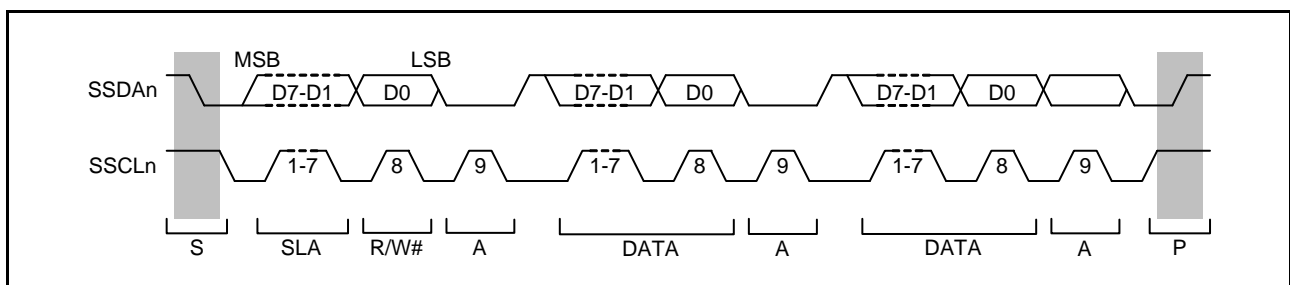 MSB LSB
SSDAn D7-D1 D0 D7-D1 D0 D7-D1 D0
SSCLn 1-7 8 9 1-7 8 9 1-7 8 9
S SLA R/W# A DATA A DATA A P